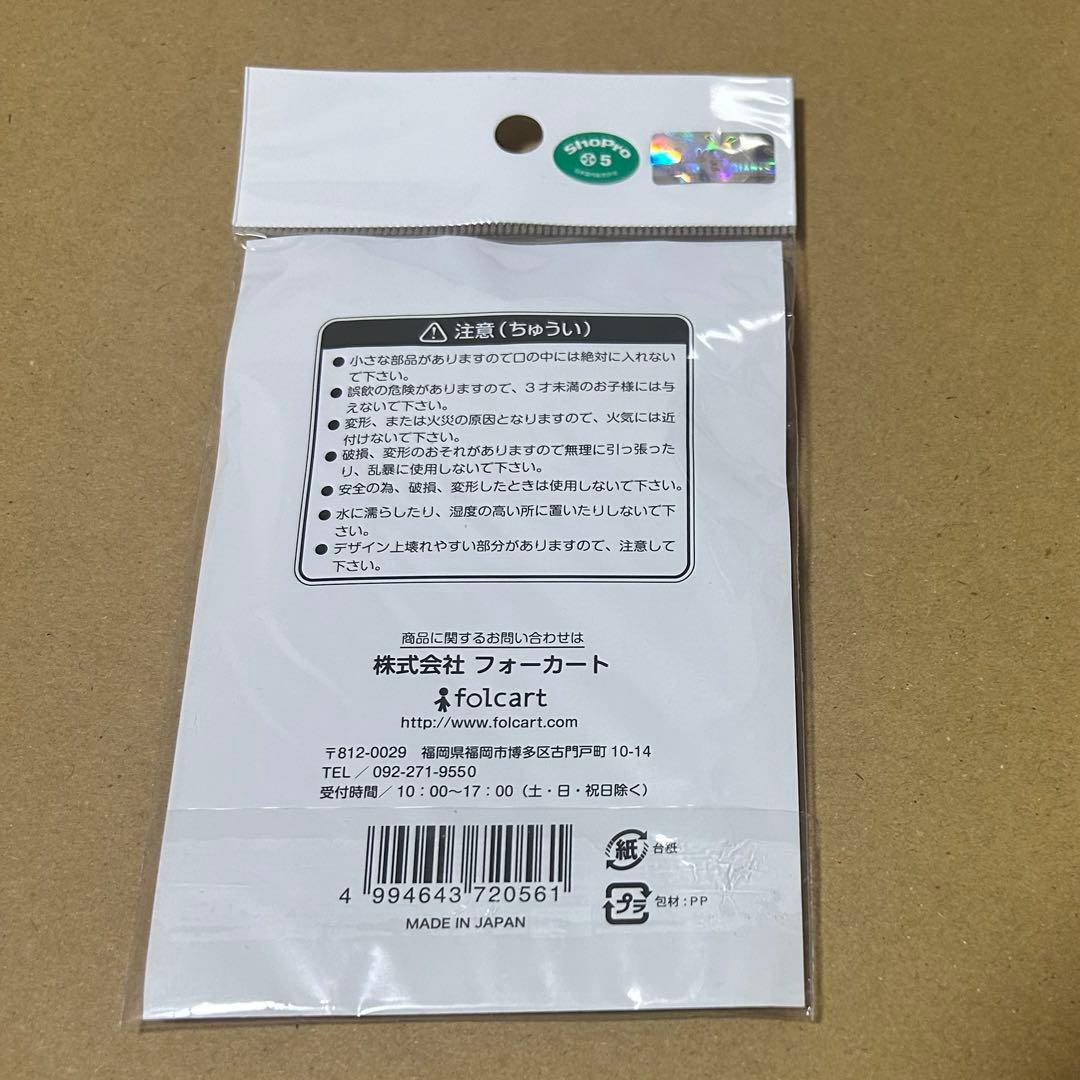 ShoPro
5
⚠ 注意(ちゅうい)
● 小さな部品がありますので口の中には絶対に入れない
で下さい。
● 誤飲の危険がありますので、3才未満のお子様には与
えないで下さい。
● 変形、または火災の原因となりますので、火気には近
付けないで下さい。
● 破損、変形のおそれがありますので無理に引っ張った
り、乱暴に使用しないで下さい。
● 安全の為、破損、変形したときは使用しないで下さい。
● 水に濡らしたり、湿度の高い所に置いたりしないで下
さい。
● デザイン上壊れやすい部分がありますので、注意して
下さい。
商品に関するお問い合わせは
株式会社 フォーカート
folcart
http://www.folcart.com
〒812-0029 福岡県福岡市博多区古門戸町 10-14
TEL/ 092-271-9550
受付時間/ 10:00〜17:00(土・日・祝日除く)
4 994643 720561
MADE IN JAPAN
紙 台紙
プラ 包材:PP